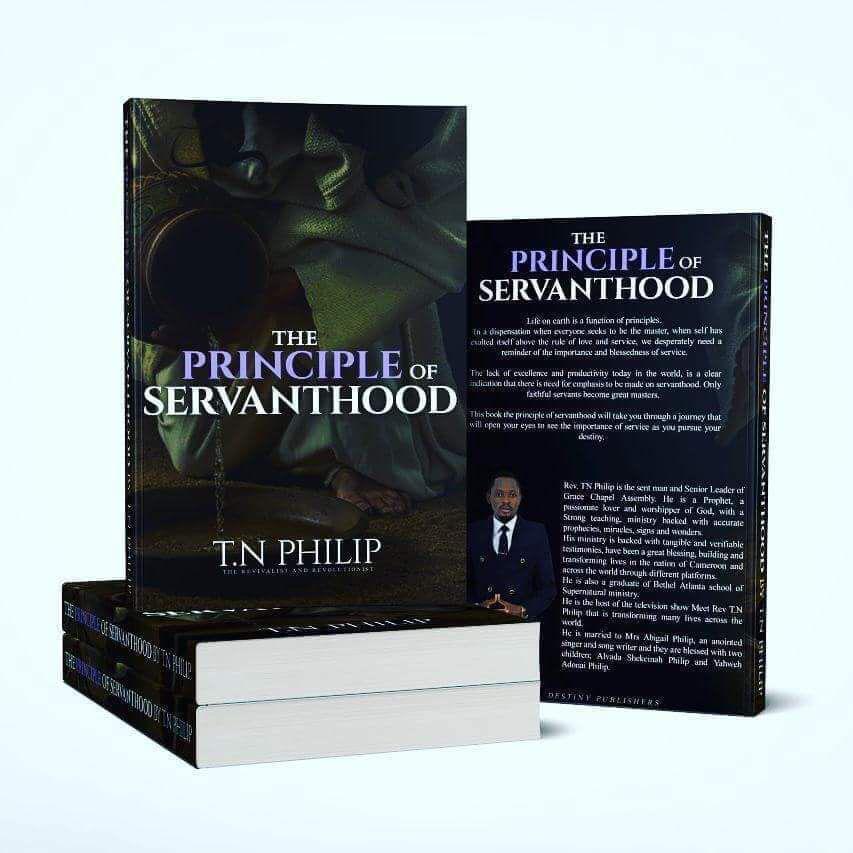 THE
PRINCIPLE OF
SERVANTHOOD
T.N PHILIP
THE REVIVALIST AND REVOLUTIONIST
THE PRINCIPLE OF SERVANTHOOD BY T.N PHILIP
T.N PHILIP
THE PRINCIPLE OF SERVANTHOOD BY T.N PHILIP
THE PRINCIPLE OF SERVANTHOOD BY T.N PHILIP
THE
PRINCIPLE OF
SERVANTHOOD
Life on earth is a function of principles.
In a dispensation when everyone seeks to be the master, when self has
exalted itself above the rule of love and service, we desperately need a
reminder of the importance and blessedness of service.
The lack of excellence and productivity today in the world, is a clear
indication that there is need for emphasis to be made on servanthood. Only
faithful servants become great masters.
This book the principle of servanthood will take you through a journey that
will open your eyes to see the importance of service as you pursue your
destiny.
Rev. TN Philip is the sent man and Senior Leader of
Grace Chapel Assembly. He is a Prophet, a
passionate lover and worshipper of God, with a
Strong teaching, ministry backed with accurate
prophecies, miracles, signs and wonders.
His ministry is backed with tangible and verifiable
testimonies, have been a great blessing, building and
transforming lives in the nation of Cameroon and
across the world through different platforms.
He is also a graduate of Bethel Atlanta school of
Supernatural ministry.
He is the host of the television show Meet Rev T.N
Philip that is transforming many lives across the
world.
He is married to Mrs Abigail Philip, an anointed
singer and song writer and they are blessed with two
children; Alvada Shekeinah Philip and Yahweh
Adonai Philip.
DESTINY PUBLISHERS
THE PRINCIPLE OF SERVANTHOOD BY T.N PHILIP